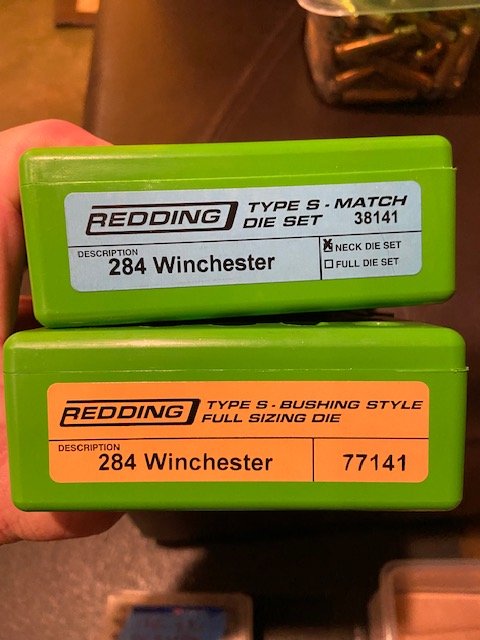 REDDING
TYPE S - MATCH
DIE SET 38141
DESCRIPTION
284 Winchester
NECK DIE SET
FULL DIE SET
REDDING
TYPE S - BUSHING STYLE
FULL SIZING DIE
DESCRIPTION
284 Winchester
77141